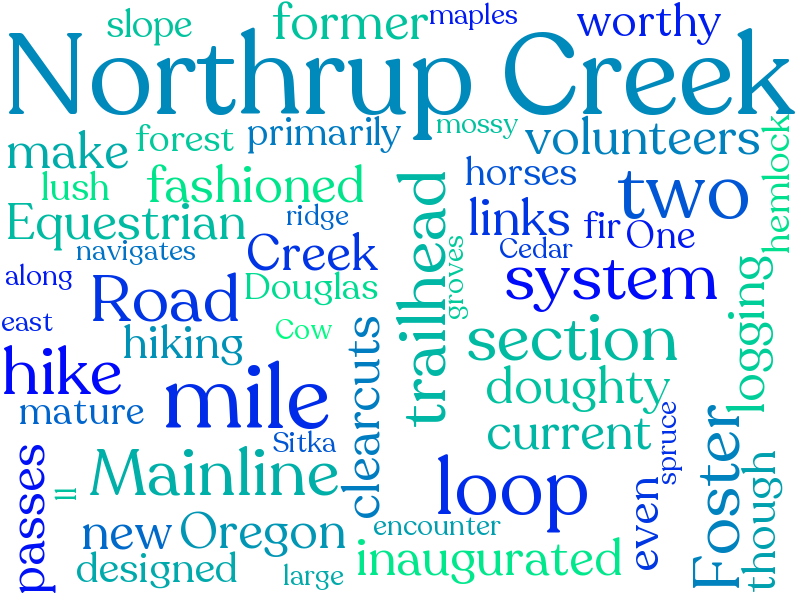 slope
former
maples
worthy
Northrup Creek
make
forest
primarily
mossy
volunteers
hemlock
lush
fashioned
trailhead
horses
two
Equestrian
ridge
links
fir
One
navigates
Creek
groves
Cedar
along
Road
Douglas
system
logging
east
hiking
Cow
clearcuts
section
hike
mile
doughty
mature
Sitka
current
spruce
Foster
passes
ll
Mainline
loop
even
though
new
Oregon
encounter
designed
large
inaugurated